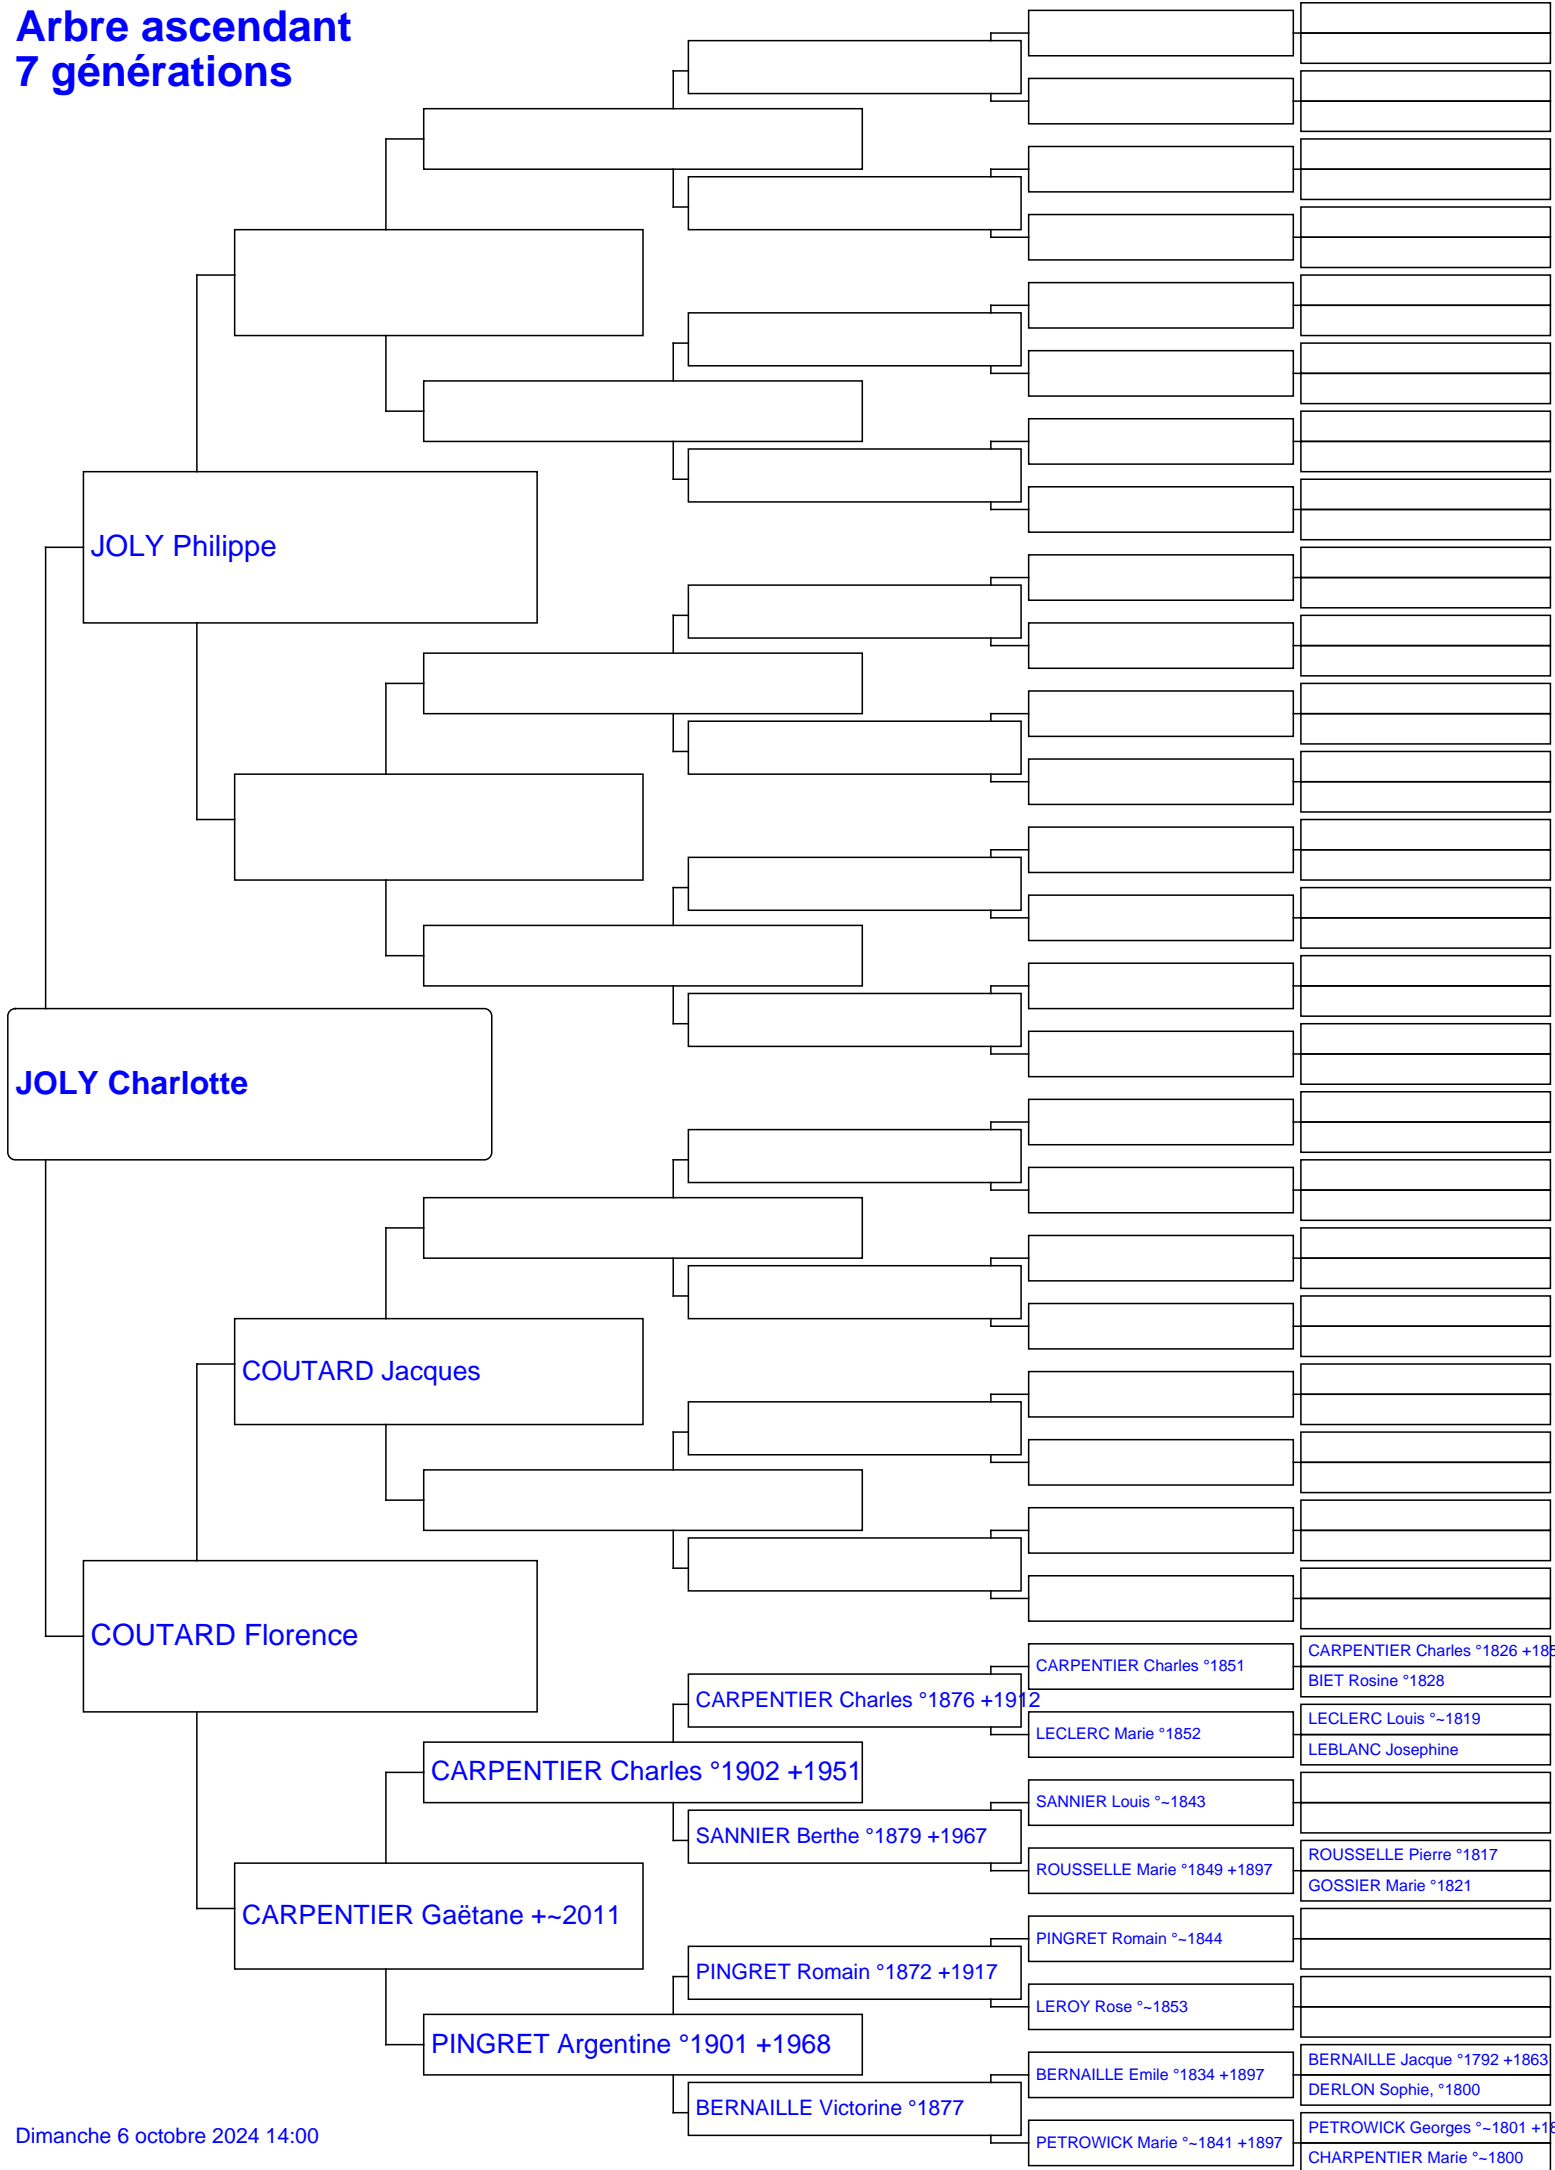 Arbre ascendant
7 générations
JOLY Philippe
JOLY Charlotte
COUTARD Jacques
COUTARD Florence
CARPENTIER Charles °1826 +185
CARPENTIER Charles °1851
BIET Rosine °1828
CARPENTIER Charles °1876 +1912
LECLERC Louis °~1819
LECLERC Marie °1852
LEBLANC Josephine
CARPENTIER Charles °1902 +1951
SANNIER Louis °~1843
SANNIER Berthe °1879 +1967
ROUSSELLE Pierre °1817
ROUSSELLE Marie °1849 +1897
GOSSIER Marie °1821
CARPENTIER Gaëtane +~2011
PINGRET Romain °~1844
PINGRET Romain °1872 +1917
LEROY Rose °~1853
PINGRET Argentine °1901 +1968
BERNAILLE Jacque °1792 +1863
BERNAILLE Emile °1834 +1897
DERLON Sophie, °1800
BERNAILLE Victorine °1877
PETROWICK Georges °~1801 +18
PETROWICK Marie °~1841 +1897
CHARPENTIER Marie °~1800
Dimanche 6 octobre 2024 14:00